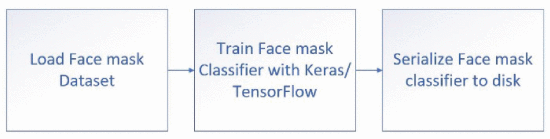 Load Face mask
Dataset
Train Face mask
Classifier with Keras/
TensorFlow
Serialize Face mask
classifier to disk